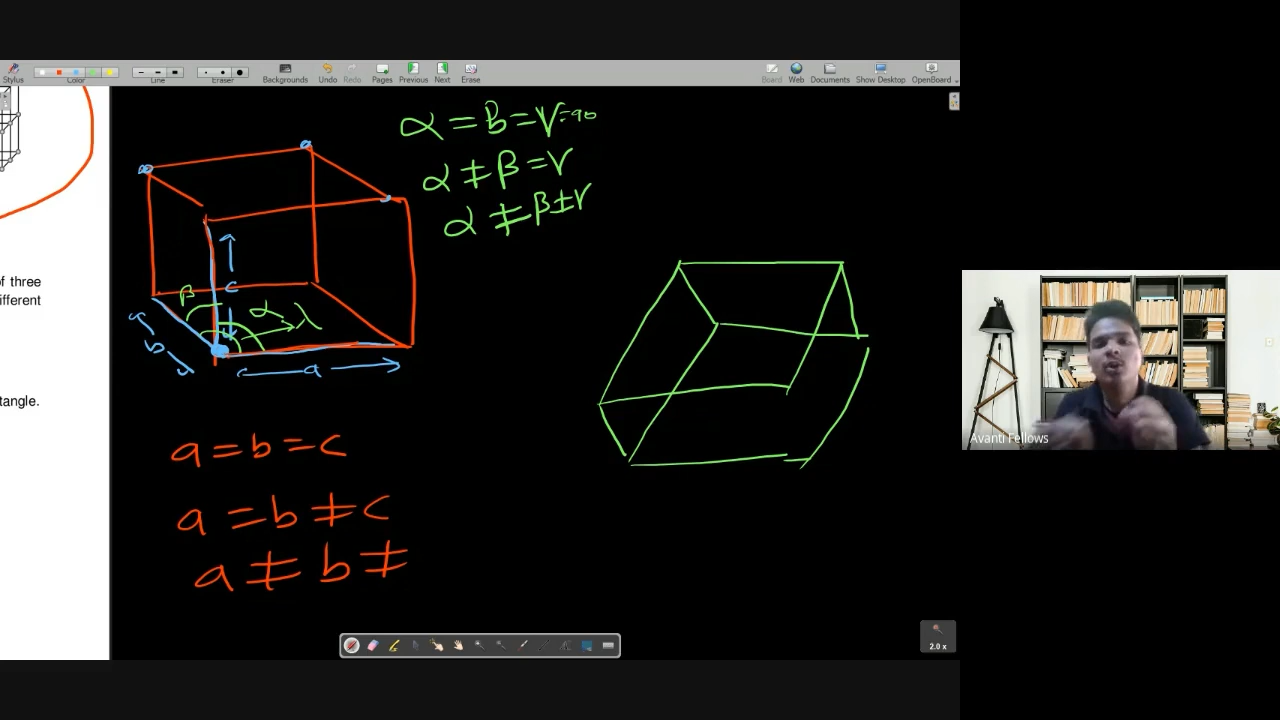 Stylus
Color
Line
Eraser
Backgrounds
Undo
Redo
Pages
Previous
Next
Erase
Board
Web
Documents
Show Desktop
OpenBoard
α = β = γ = 90
α ≠ β = γ
α ≠ β ≠ γ
of three
ifferent
tangle.
β
c
α
λ
b
a
a = b = c
a = b ≠ c
a ≠ b ≠
Avanti Fellows
2.0 x